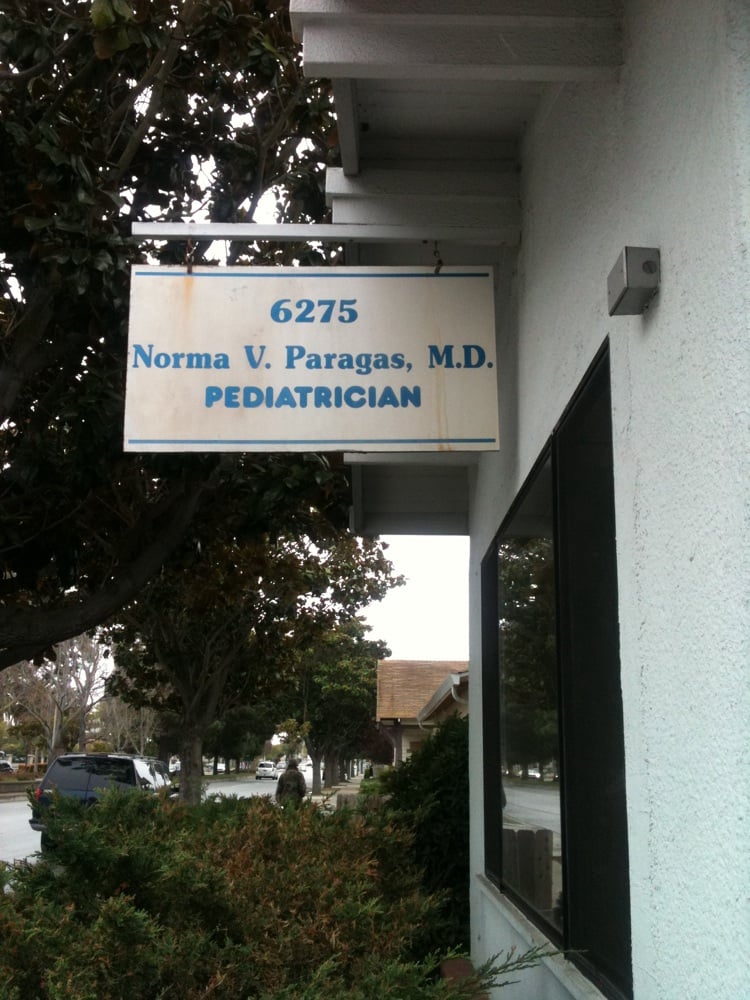 6275
Norma V. Paragas, M.D.
PEDIATRICIAN